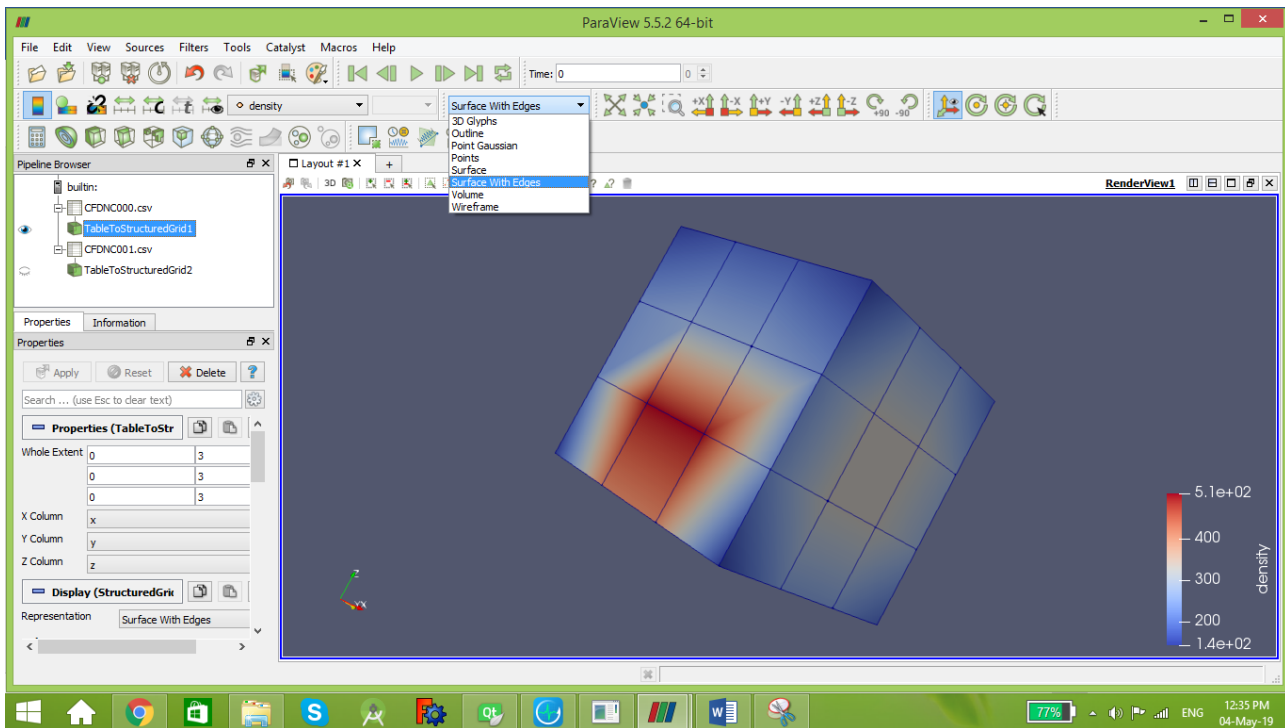 ParaView 5.5.2 64-bit
File Edit View Sources Filters Tools Catalyst Macros Help
Time: 0 0
density Surface With Edges +X -X +Y -Y +Z -Z +90 -90
3D Glyphs
Outline
Point Gaussian
Points
Surface
Surface With Edges
Volume
Wireframe
Pipeline Browser
Layout #1 X +
3D
RenderView1
builtin:
CFDNC000.csv
TableToStructuredGrid1
CFDNC001.csv
TableToStructuredGrid2
Properties Information
Properties
Apply Reset Delete ?
Search ... (use Esc to clear text)
Properties (TableToStr
Whole Extent 0 3
0 3
0 3
X Column x
Y Column y
Z Column z
Display (StructuredGri
Representation Surface With Edges
Z
YX
5.1e+02
400
300
200
1.4e+02
density
77% ENG 12:35 PM
04-May-19